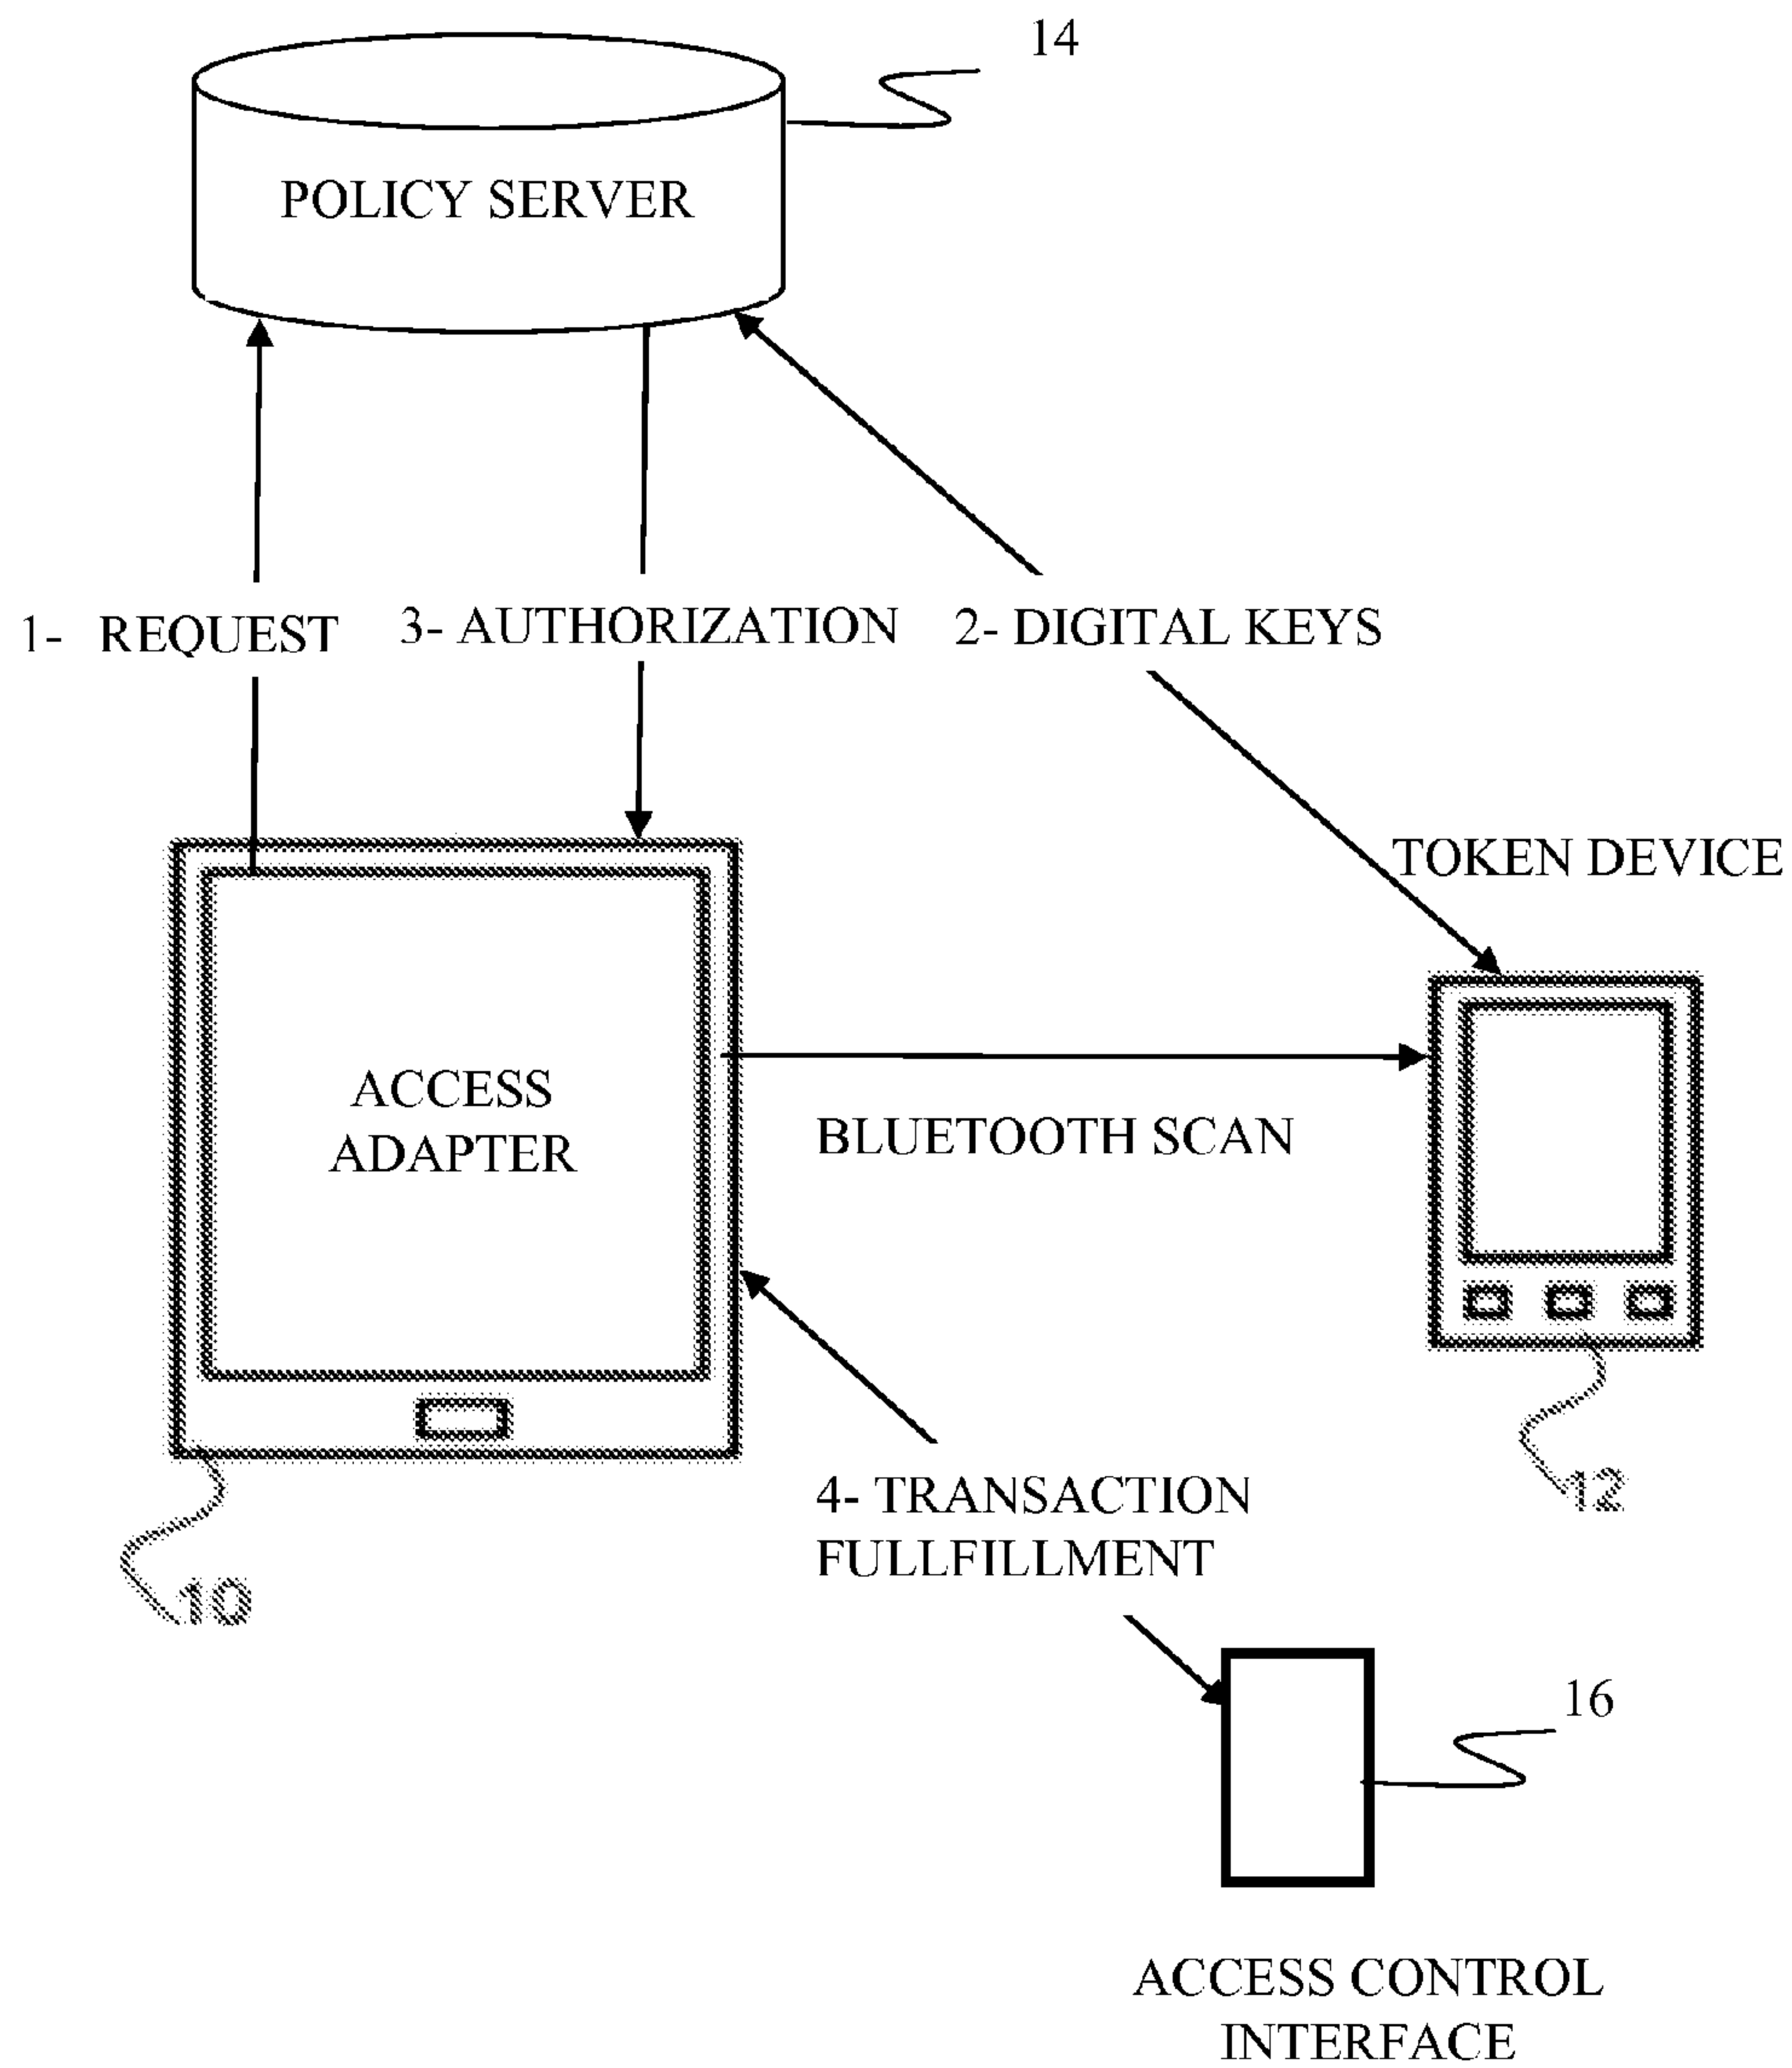 14
POLICY SERVER
1- REQUEST
3- AUTHORIZATION
2- DIGITAL KEYS
TOKEN DEVICE
ACCESS
ADAPTER
BLUETOOTH SCAN
12
4- TRANSACTION
FULLFILLMENT
10
16
ACCESS CONTROL
INTERFACE